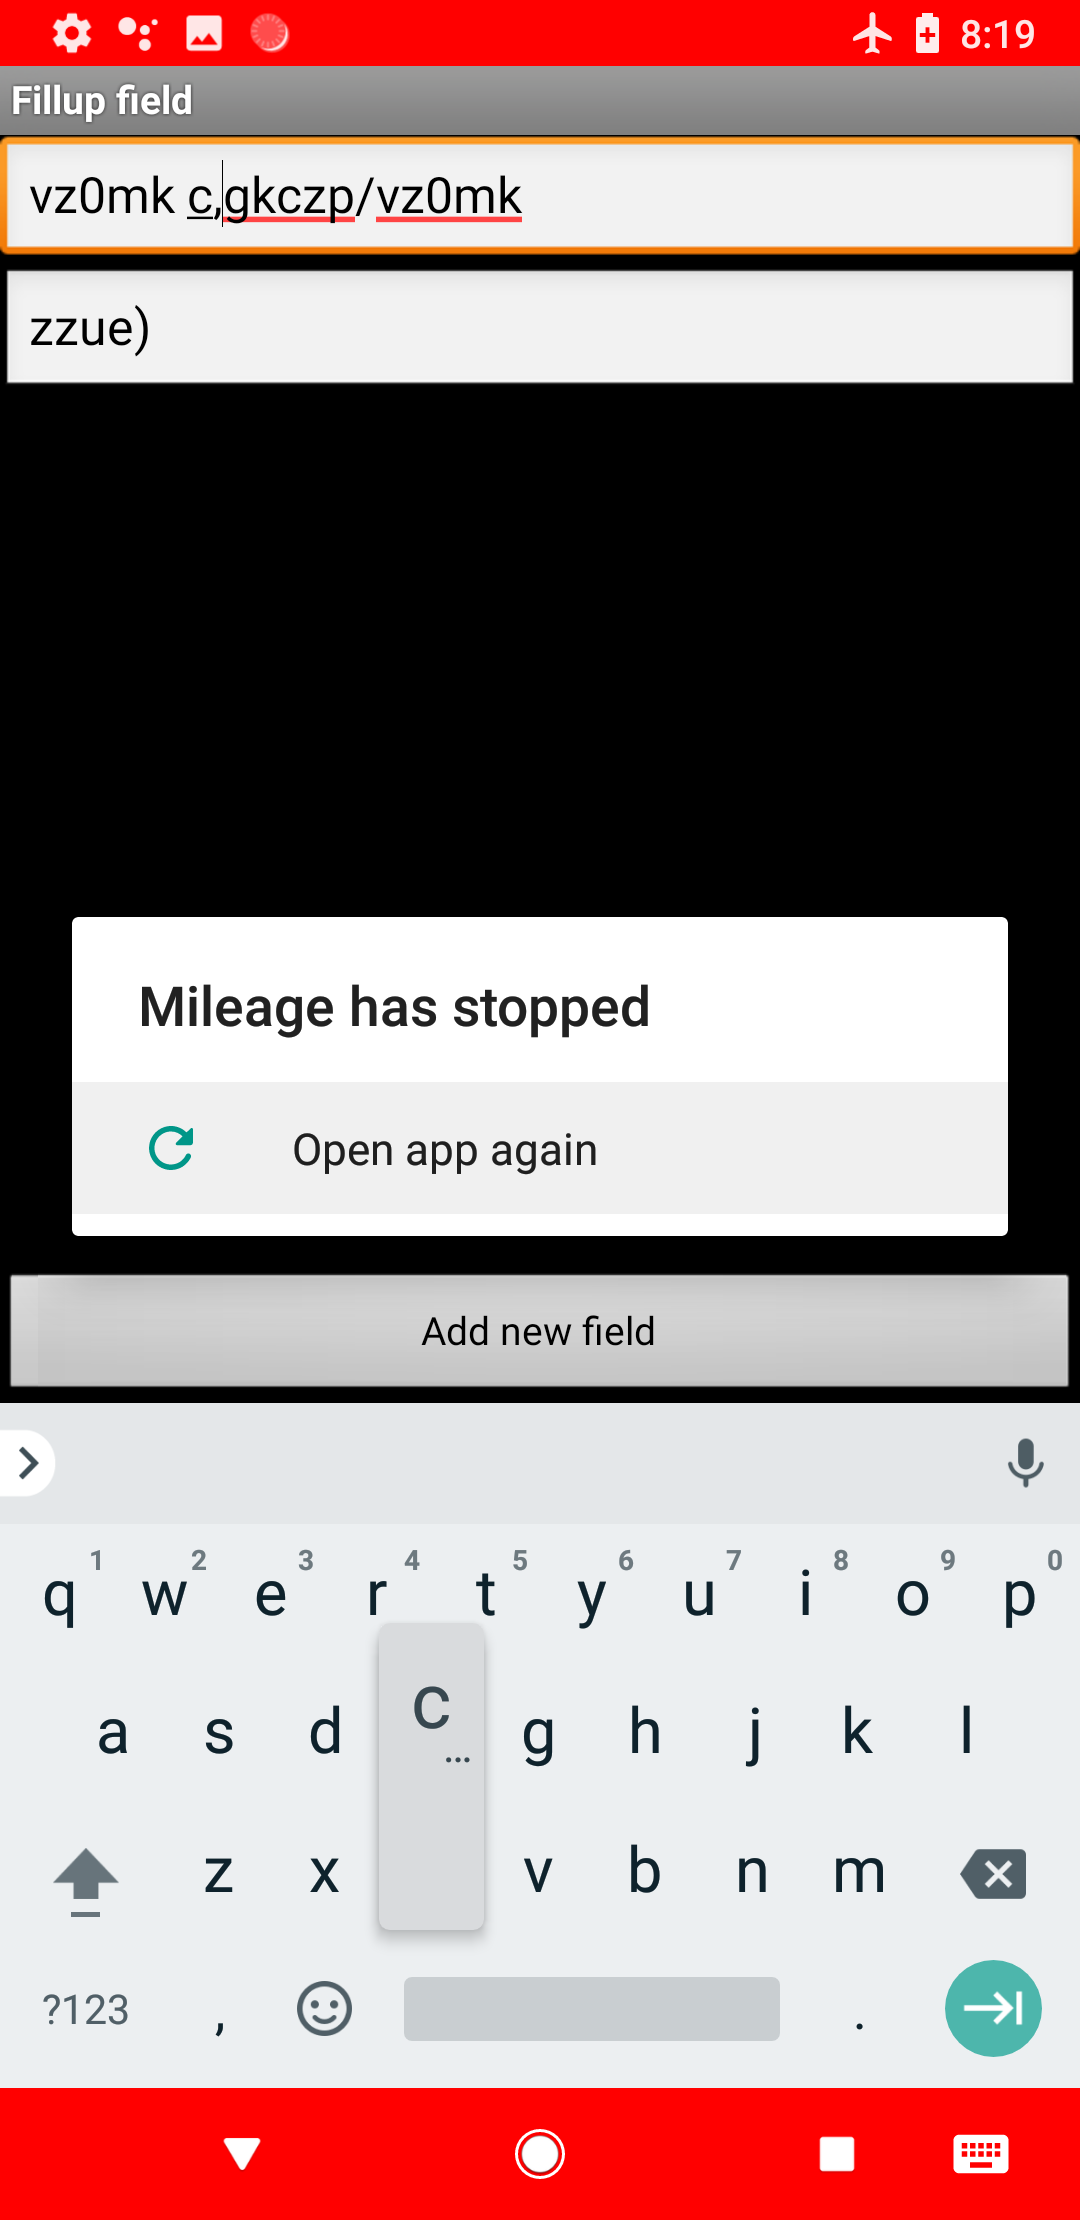 8:19
Fillup field
vz0mk c,gkczp/vz0mk
zzue)
Mileage has stopped
Open app again
Add new field
1 2 3 4 5 6 7 8 9 0
q w e r t y u i o p
a s d c g h j k l
...
z x v b n m
?123 , .